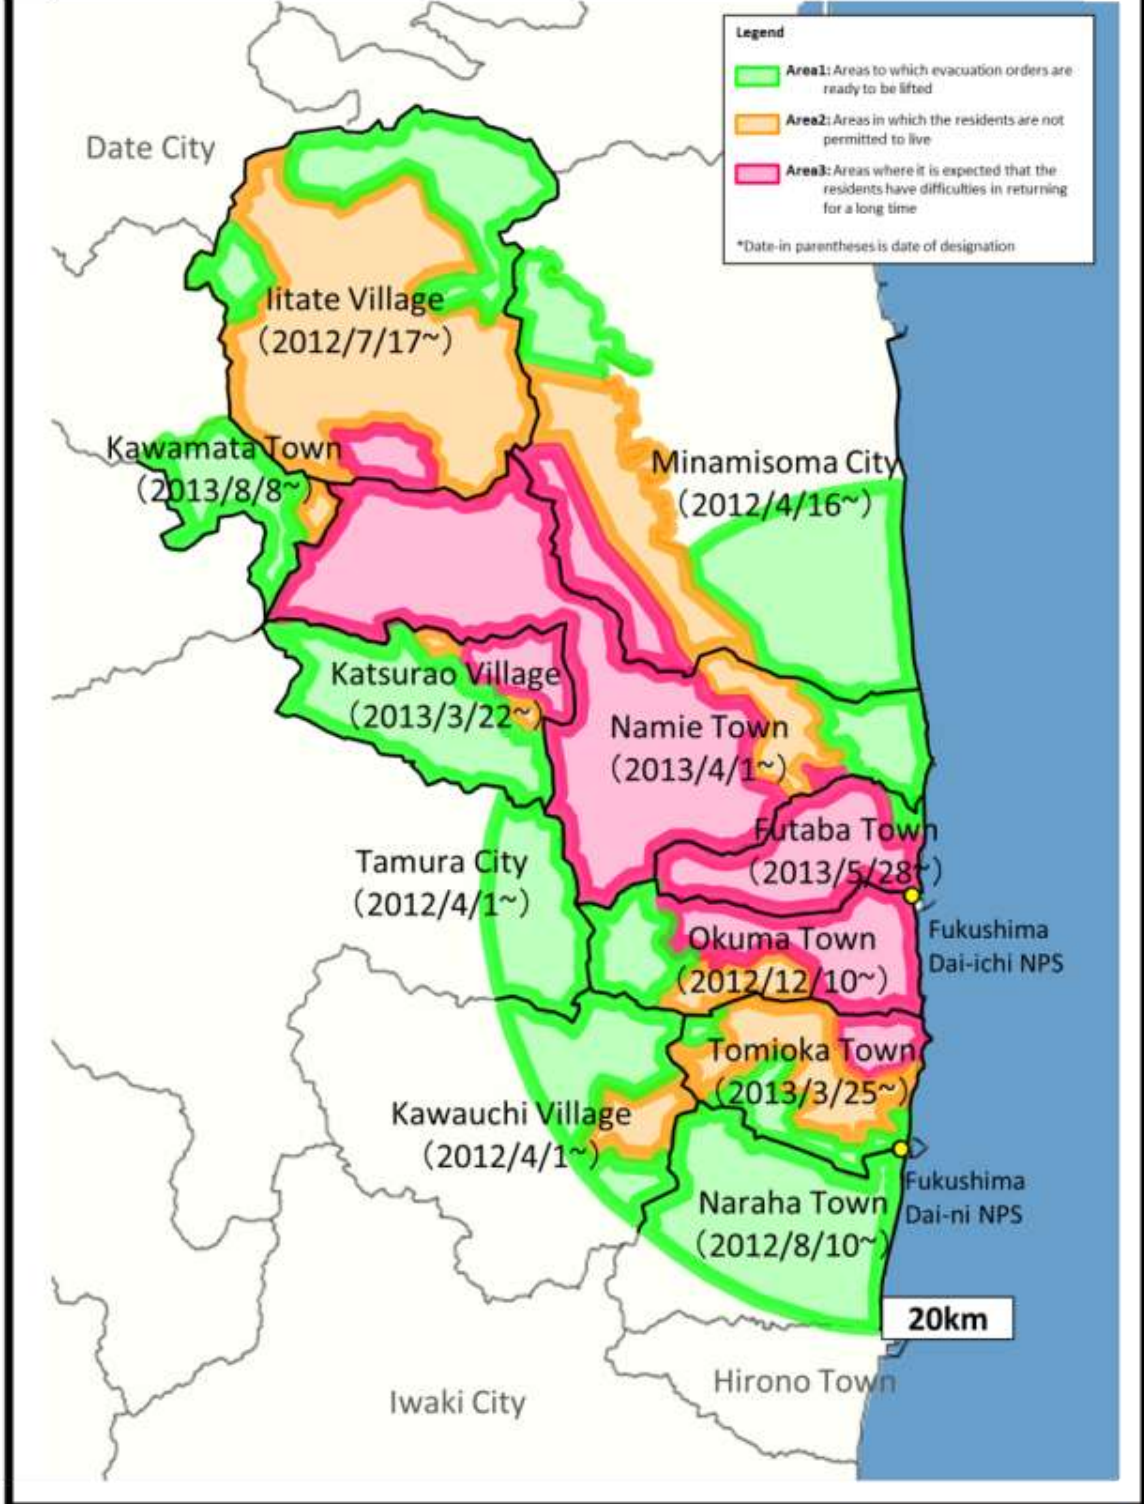 Legend
Area1: Areas to which evacuation orders are
ready to be lifted
Area2: Areas in which the residents are not
permitted to live
Area3: Areas where it is expected that the
residents have difficulties in returning
for a long time
*Date-in parentheses is date of designation
Date City
Iitate Village
(2012/7/17~)
Kawamata Town
(2013/8/8~)
Minamisoma City
(2012/4/16~)
Katsurao Village
(2013/3/22~)
Namie Town
(2013/4/1~)
Futaba Town
(2013/5/28~)
Tamura City
(2012/4/1~)
Okuma Town
(2012/12/10~)
Fukushima
Dai-ichi NPS
Tomioka Town
(2013/3/25~)
Kawauchi Village
(2012/4/1~)
Fukushima
Dai-ni NPS
Naraha Town
(2012/8/10~)
20km
Hirono Town
Iwaki City